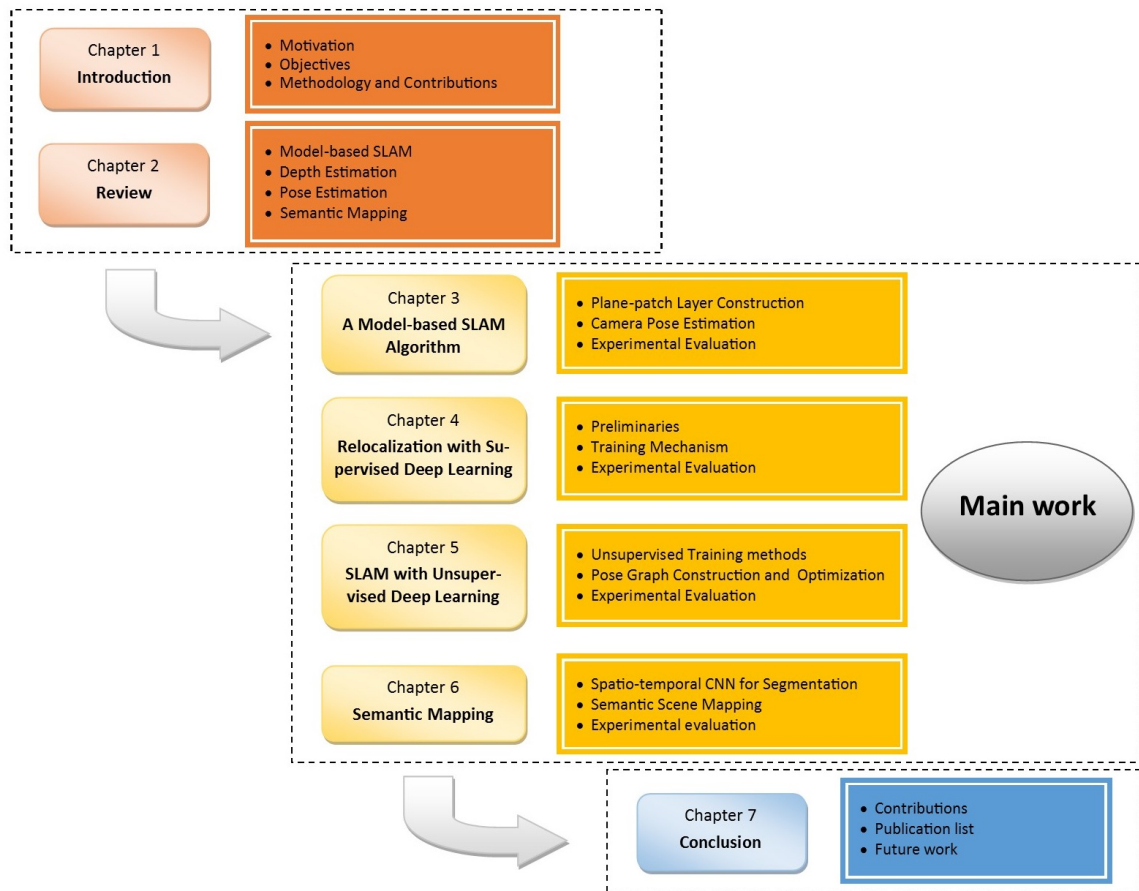 Chapter 1
Introduction
• Motivation
• Objectives
• Methodology and Contributions
Chapter 2
Review
• Model-based SLAM
• Depth Estimation
• Pose Estimation
• Semantic Mapping
Chapter 3
A Model-based SLAM
Algorithm
• Plane-patch Layer Construction
• Camera Pose Estimation
• Experimental Evaluation
Chapter 4
Relocalization with Su-
pervised Deep Learning
• Preliminaries
• Training Mechanism
• Experimental Evaluation
Main work
Chapter 5
SLAM with Unsuper-
vised Deep Learning
• Unsupervised Training methods
• Pose Graph Construction and Optimization
• Experimental Evaluation
Chapter 6
Semantic Mapping
• Spatio-temporal CNN for Segmentation
• Semantic Scene Mapping
• Experimental evaluation
Chapter 7
Conclusion
• Contributions
• Publication list
• Future work